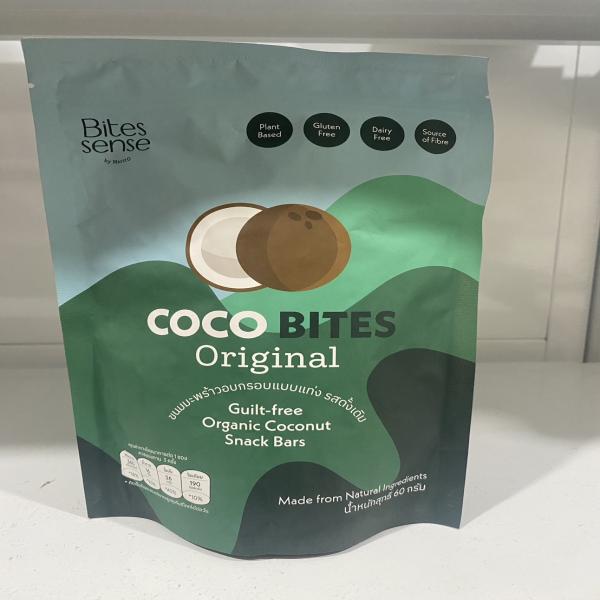 Bites
sense
Plant
Based
Gluten
Free
Dairy
Free
Source
of Fibre
COCO BITES
Original
ขนมมะพร้าวอบกรอบแบบแท่ง รสดั้งเดิม
Guilt-free
Organic Coconut
Snack Bars
190
*10%
Made from Natural Ingredients
น้ำหนักสุทธิ 60 กรัม